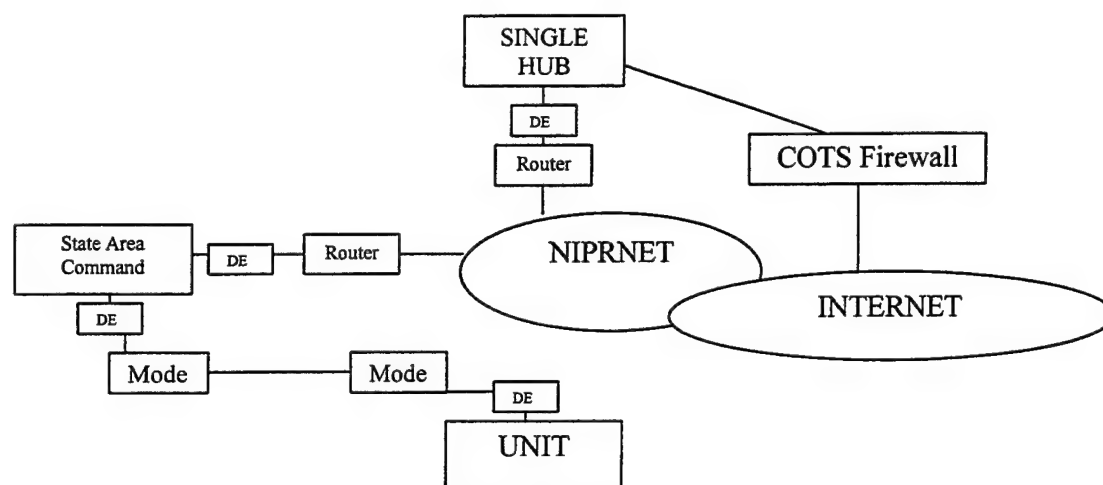 SINGLE
HUB
DE
Router
COTS Firewall
State Area
Command
DE
Router
NIPRNET
INTERNET
DE
Mode
Mode
DE
UNIT